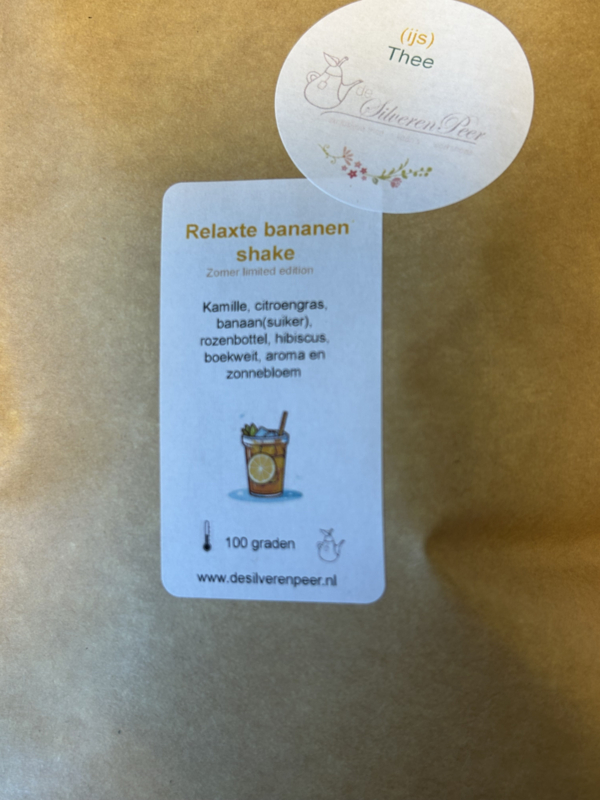 (ijs)
Thee
de
Silveren Peer
Relaxte bananen
shake
Zomer limited edition
Kamille, citroengras,
banaan(suiker),
rozenbottel, hibiscus,
boekweit, aroma en
zonnebloem
100 graden
www.desilverenpeer.nl